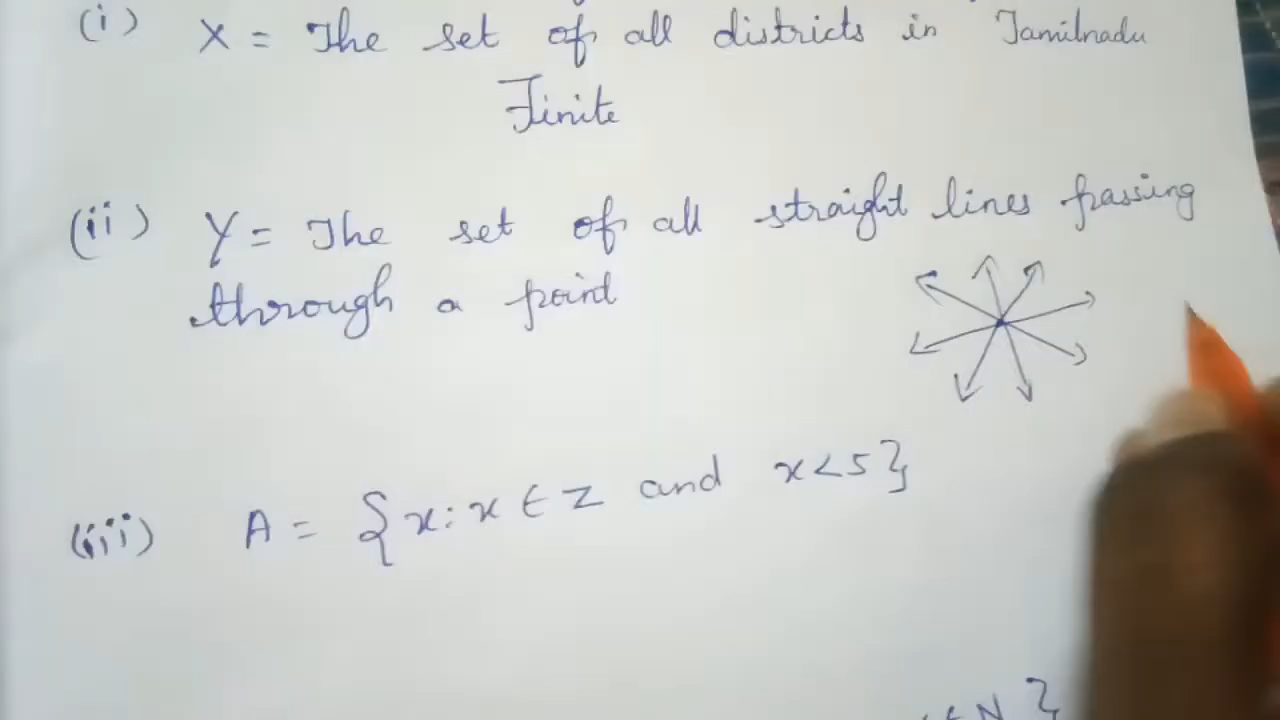 (i) X = The set of all districts in Tamilnadu
Finite
(ii) Y = The set of all straight lines passing
through a point
(iii) A = {x : x ∈ Z and x < 5}
∈ N }